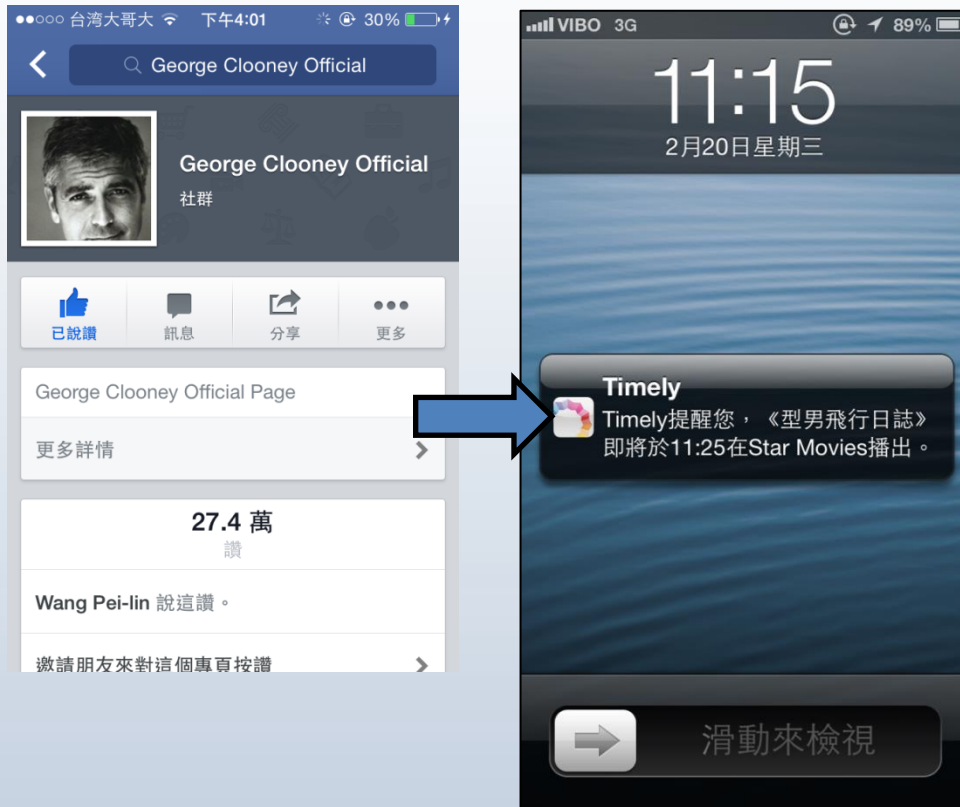 台湾大哥大 下午4:01 30%
George Clooney Official
George Clooney Official
社群
已說讚 訊息 分享 更多
George Clooney Official Page
更多詳情
27.4 萬
讚
Wang Pei-lin 說這讚。
邀請朋友來對這個專頁按讚
VIBO 3G 89%
11:15
2月20日星期三
Timely
Timely提醒您，《型男飛行日誌》
即將於11:25在Star Movies播出。
滑動來檢視